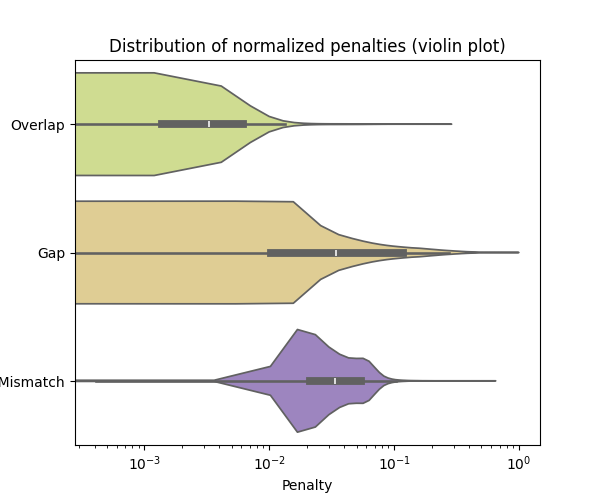 Distribution of normalized penalties (violin plot)
Overlap
Gap
Mismatch
10⁻³ 10⁻² 10⁻¹ 10⁰
Penalty